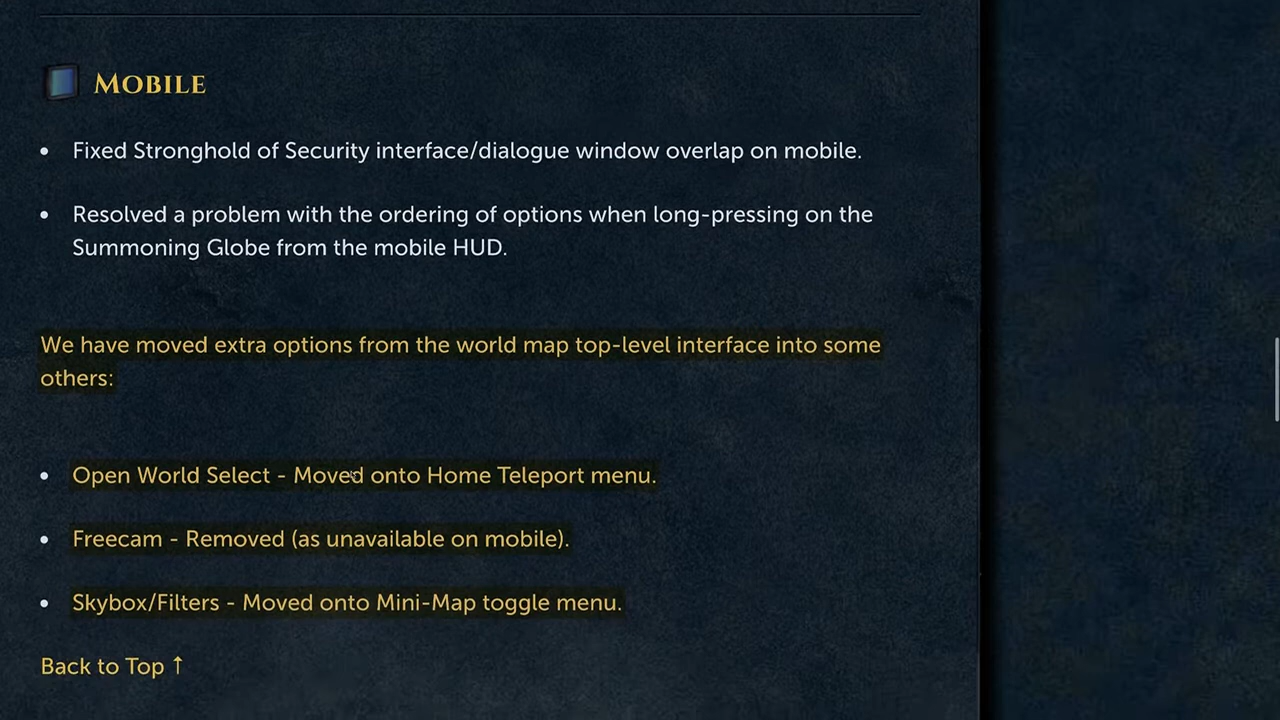 MOBILE
Fixed Stronghold of Security interface/dialogue window overlap on mobile.
Resolved a problem with the ordering of options when long-pressing on the
Summoning Globe from the mobile HUD.
We have moved extra options from the world map top-level interface into some
others:
Open World Select - Moved onto Home Teleport menu.
Freecam - Removed (as unavailable on mobile).
Skybox/Filters - Moved onto Mini-Map toggle menu.
Back to Top ↑